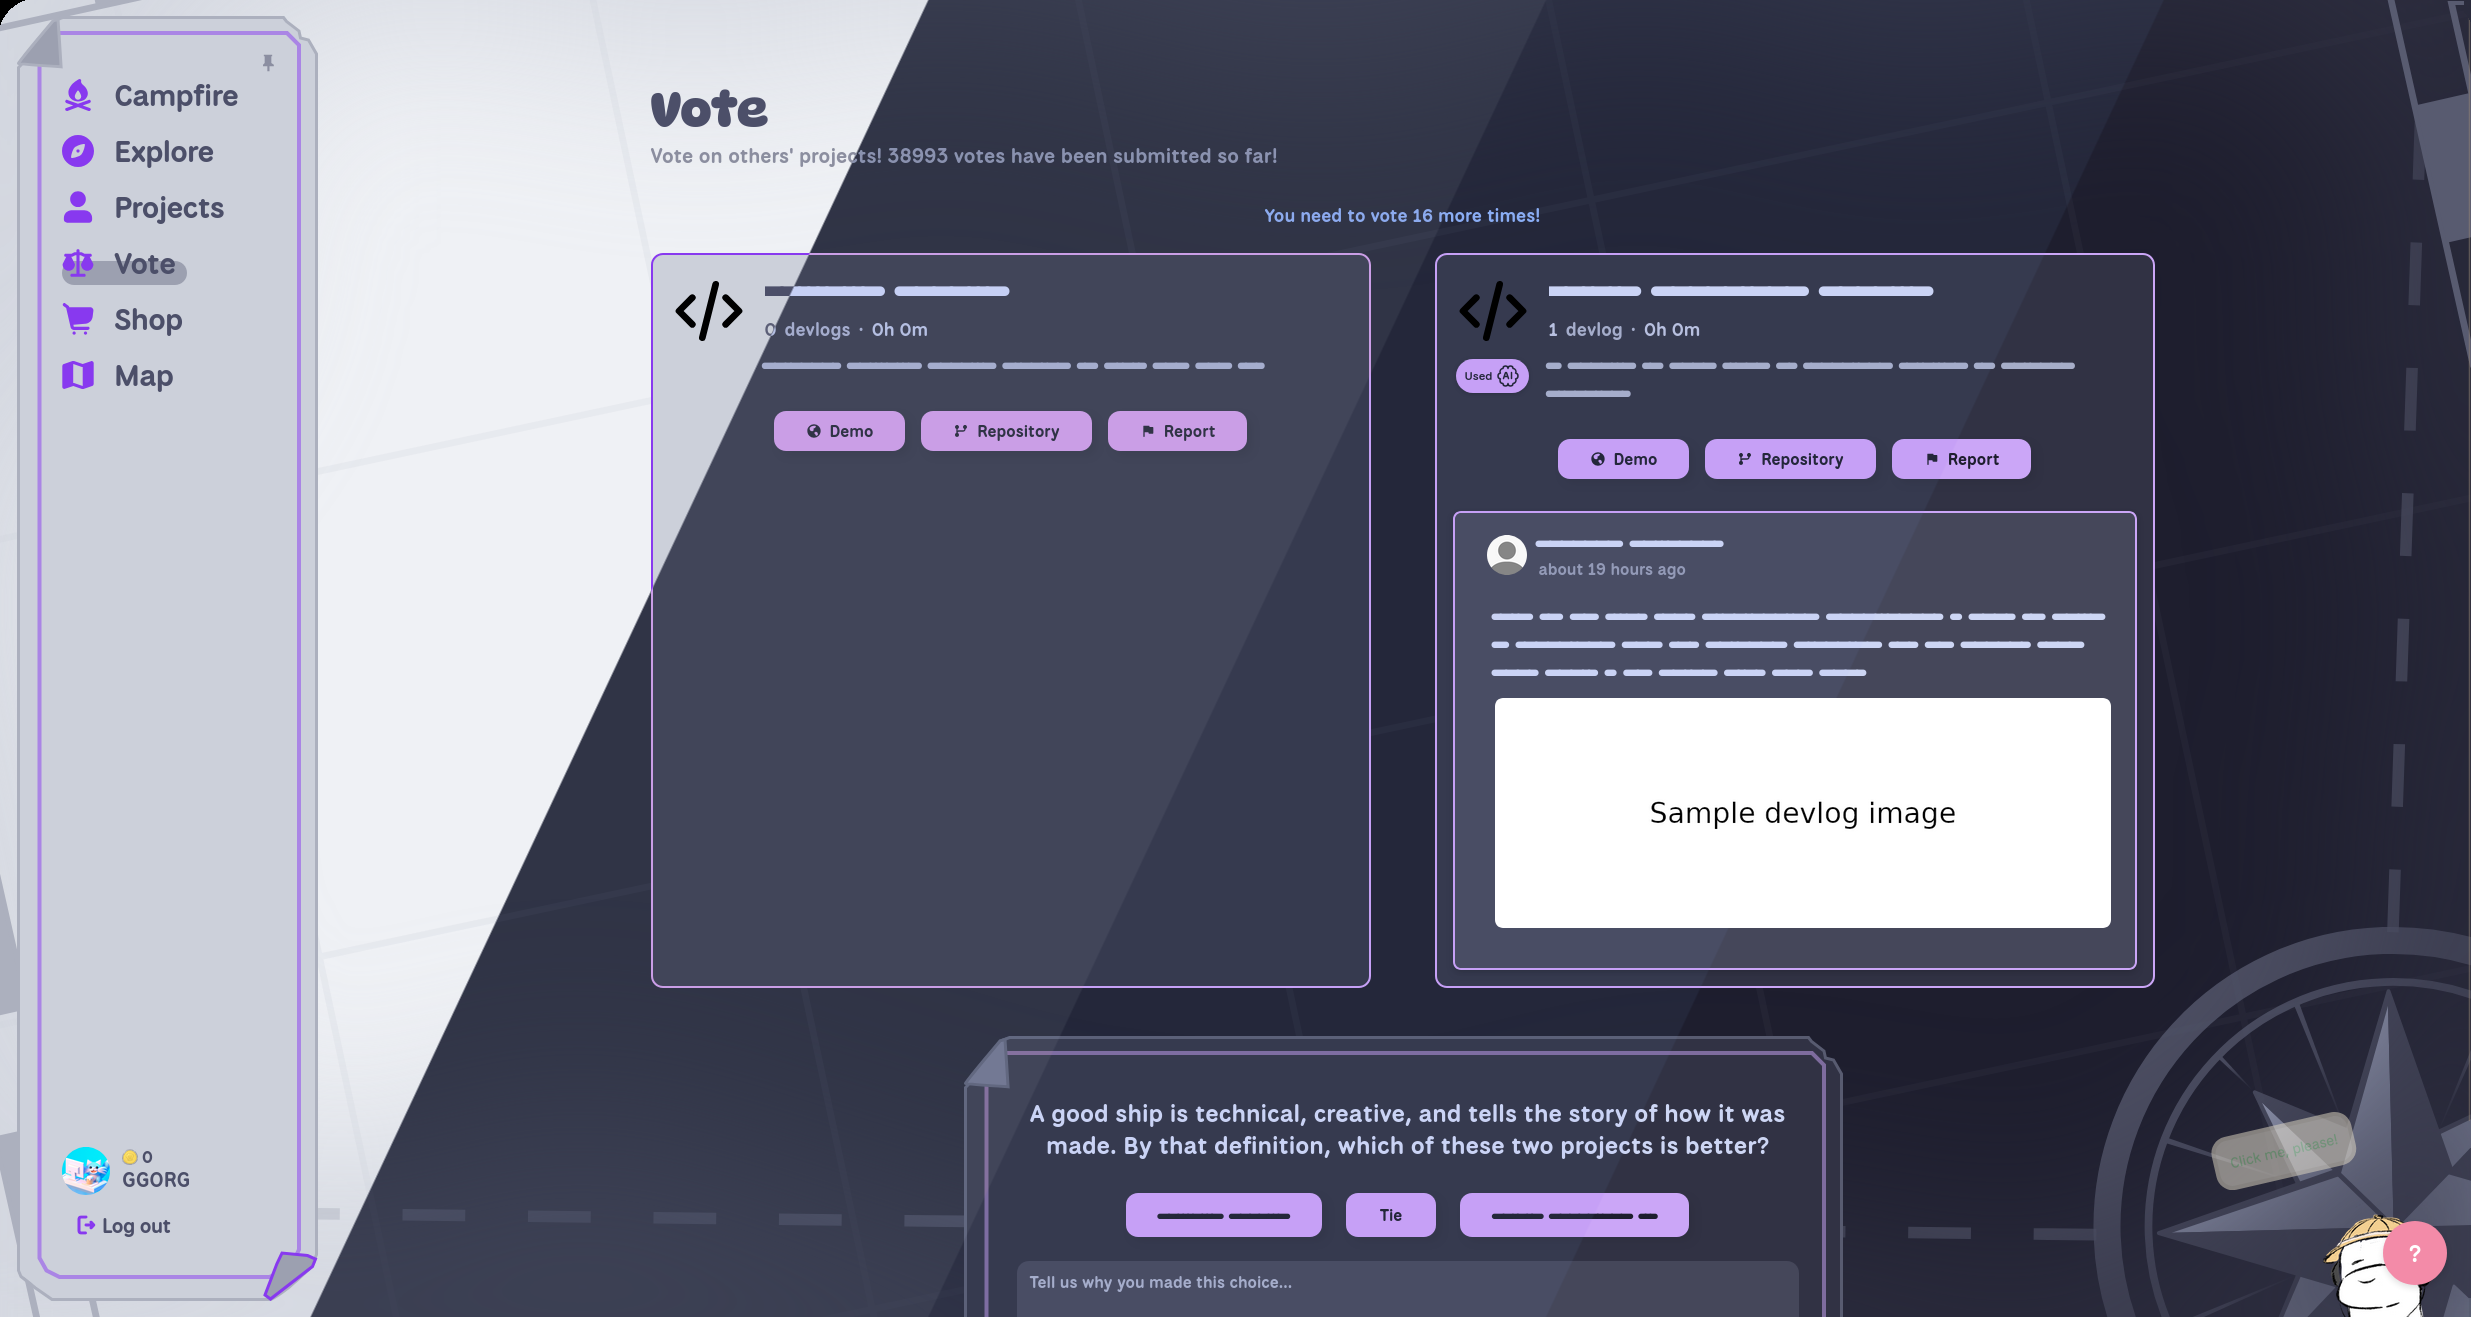 Campfire
Explore
Projects
Vote
Shop
Map
0
GGORG
Log out
Vote
Vote on others' projects! 38993 votes have been submitted so far!
You need to vote 16 more times!
0 devlogs · 0h 0m
Demo
Repository
Report
1 devlog · 0h 0m
Used AI
Demo
Repository
Report
about 19 hours ago
Sample devlog image
A good ship is technical, creative, and tells the story of how it was
made. By that definition, which of these two projects is better?
Tie
Tell us why you made this choice...
Click me, please!
?